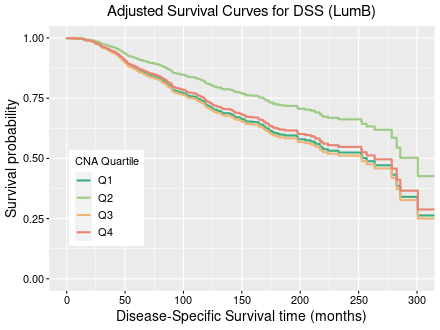 Adjusted Survival Curves for DSS (LumB)
Survival probability
1.00
0.75
0.50
0.25
0.00
CNA Quartile
Q1
Q2
Q3
Q4
0 50 100 150 200 250 300
Disease-Specific Survival time (months)